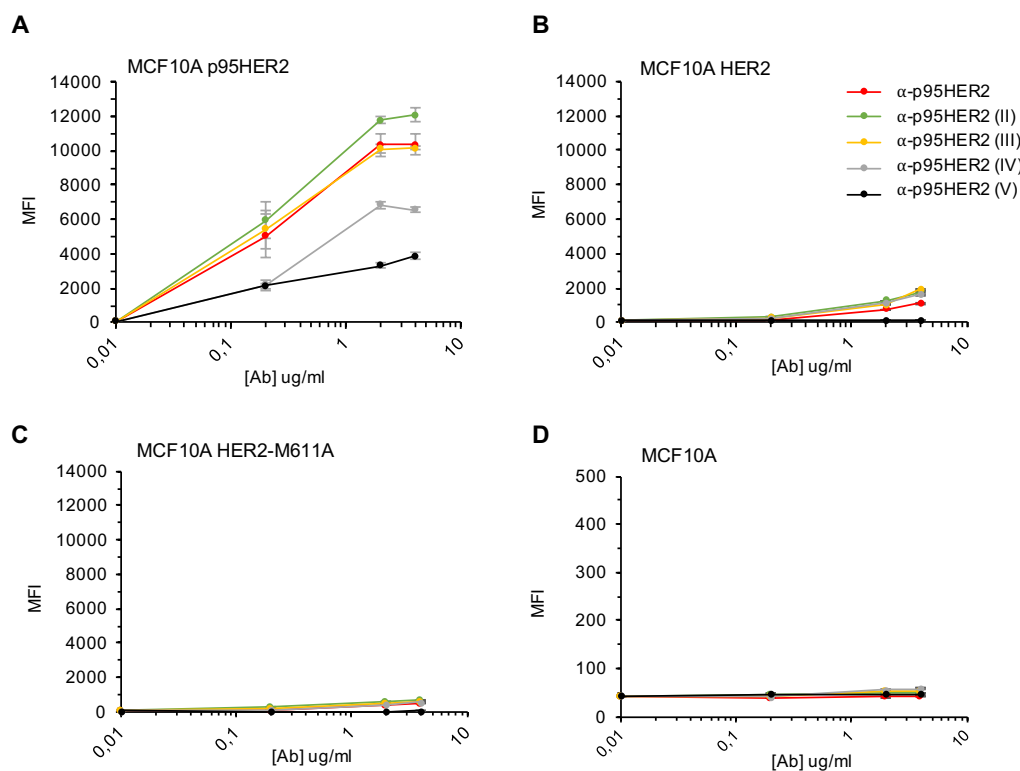 A
MCF10A p95HER2
14000
12000
10000
8000
6000
4000
2000
0
MFI
0,01
0,1
1
10
[Ab] ug/ml
B
MCF10A HER2
14000
12000
10000
8000
6000
4000
2000
0
MFI
0,01
0,1
1
10
[Ab] ug/ml
α-p95HER2
α-p95HER2 (II)
α-p95HER2 (III)
α-p95HER2 (IV)
α-p95HER2 (V)
C
MCF10A HER2-M611A
14000
12000
10000
8000
6000
4000
2000
0
MFI
0,01
0,1
1
10
[Ab] ug/ml
D
MCF10A
500
400
300
200
100
0
MFI
0,01
0,1
1
10
[Ab] ug/ml